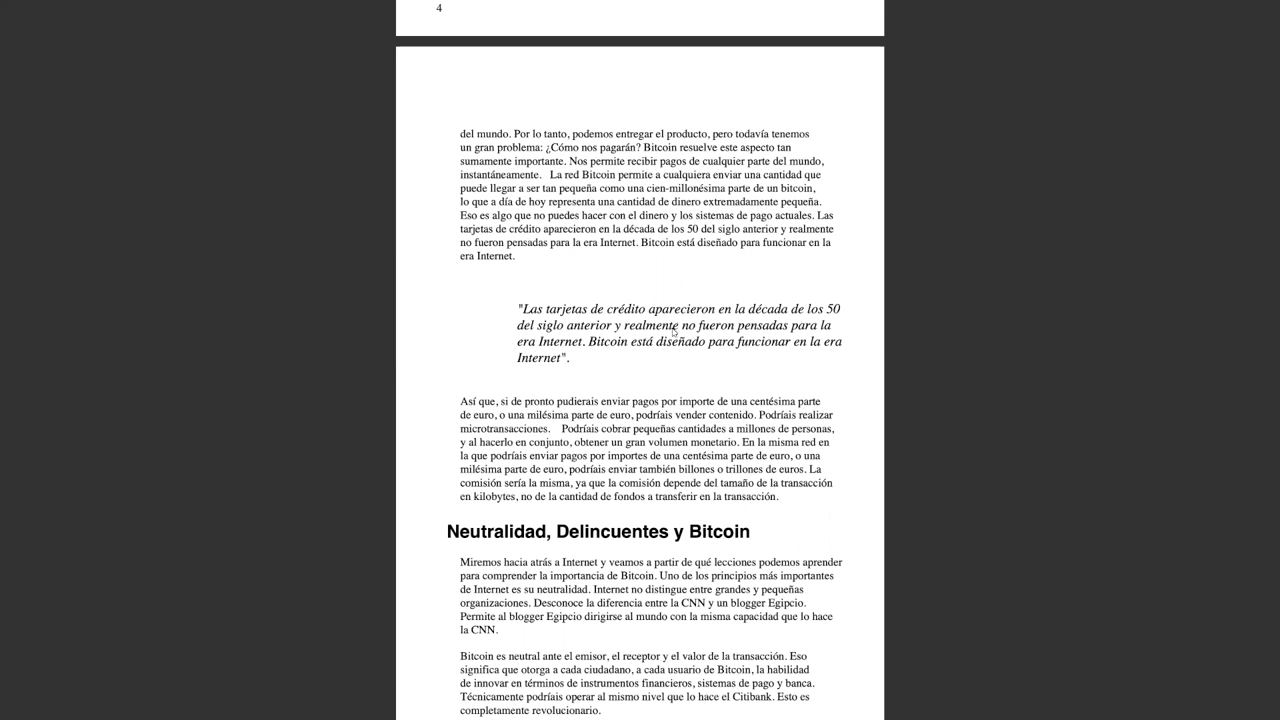 4
del mundo. Por lo tanto, podemos entregar el producto, pero todavía tenemos
un gran problema: ¿Cómo nos pagarán? Bitcoin resuelve este aspecto tan
sumamente importante. Nos permite recibir pagos de cualquier parte del mundo,
instantáneamente. La red Bitcoin permite a cualquiera enviar una cantidad que
puede llegar a ser tan pequeña como una cien-millonésima parte de un bitcoin,
lo que a día de hoy representa una cantidad de dinero extremadamente pequeña.
Eso es algo que no puedes hacer con el dinero y los sistemas de pago actuales. Las
tarjetas de crédito aparecieron en la década de los 50 del siglo anterior y realmente
no fueron pensadas para la era Internet. Bitcoin está diseñado para funcionar en la
era Internet.
"Las tarjetas de crédito aparecieron en la década de los 50
del siglo anterior y realmente no fueron pensadas para la
era Internet. Bitcoin está diseñado para funcionar en la era
Internet".
Así que, si de pronto pudierais enviar pagos por importe de una centésima parte
de euro, o una milésima parte de euro, podríais vender contenido. Podríais realizar
microtransacciones. Podríais cobrar pequeñas cantidades a millones de personas,
y al hacerlo en conjunto, obtener un gran volumen monetario. En la misma red en
la que podríais enviar pagos por importes de una centésima parte de euro, o una
milésima parte de euro, podríais enviar también billones o trillones de euros. La
comisión sería la misma, ya que la comisión depende del tamaño de la transacción
en kilobytes, no de la cantidad de fondos a transferir en la transacción.
Neutralidad, Delincuentes y Bitcoin
Miremos hacia atrás a Internet y veamos a partir de qué lecciones podemos aprender
para comprender la importancia de Bitcoin. Uno de los principios más importantes
de Internet es su neutralidad. Internet no distingue entre grandes y pequeñas
organizaciones. Desconoce la diferencia entre la CNN y un blogger Egipcio.
Permite al blogger Egipcio dirigirse al mundo con la misma capacidad que lo hace
la CNN.
Bitcoin es neutral ante el emisor, el receptor y el valor de la transacción. Eso
significa que otorga a cada ciudadano, a cada usuario de Bitcoin, la habilidad
de innovar en términos de instrumentos financieros, sistemas de pago y banca.
Técnicamente podríais operar al mismo nivel que lo hace el Citibank. Esto es
completamente revolucionario.